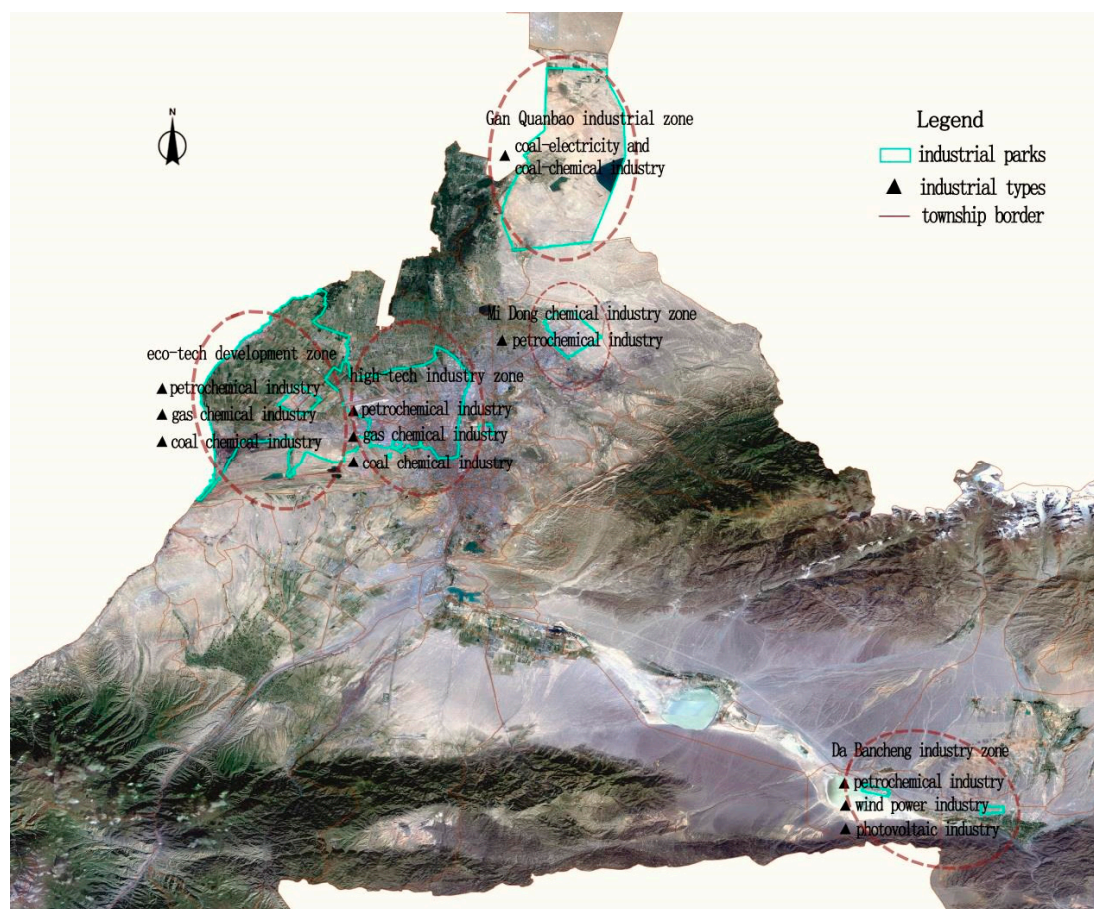 N
Gan Quanbao industrial zone
coal-electricity and
coal-chemical industry
Legend
industrial parks
industrial types
township border
Mi Dong chemical industry zone
petrochemical industry
eco-tech development zone
petrochemical industry
gas chemical industry
coal chemical industry
high-tech industry zone
petrochemical industry
gas chemical industry
coal chemical industry
Da Bancheng industry zone
petrochemical industry
wind power industry
photovoltaic industry